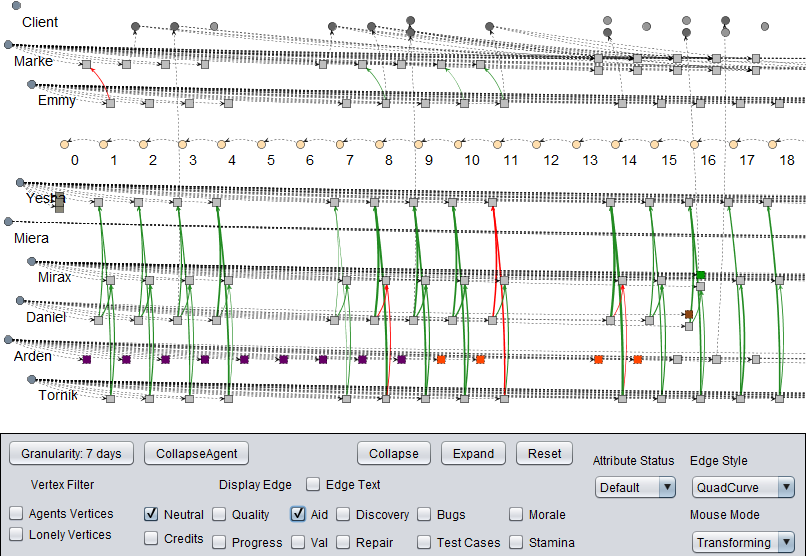 Client
Marke
Emmy
0 1 2 3 4 5 6 7 8 9 10 11 12 13 14 15 16 17 18
Yesha
Miera
Mirax
Daniel
Arden
Tornik
Granularity: 7 days CollapseAgent Collapse Expand Reset Attribute Status Edge Style
Vertex Filter Display Edge Edge Text Default QuadCurve
Agents Vertices Neutral Quality Aid Discovery Bugs Morale Mouse Mode
Lonely Vertices Credits Progress Val Repair Test Cases Stamina Transforming